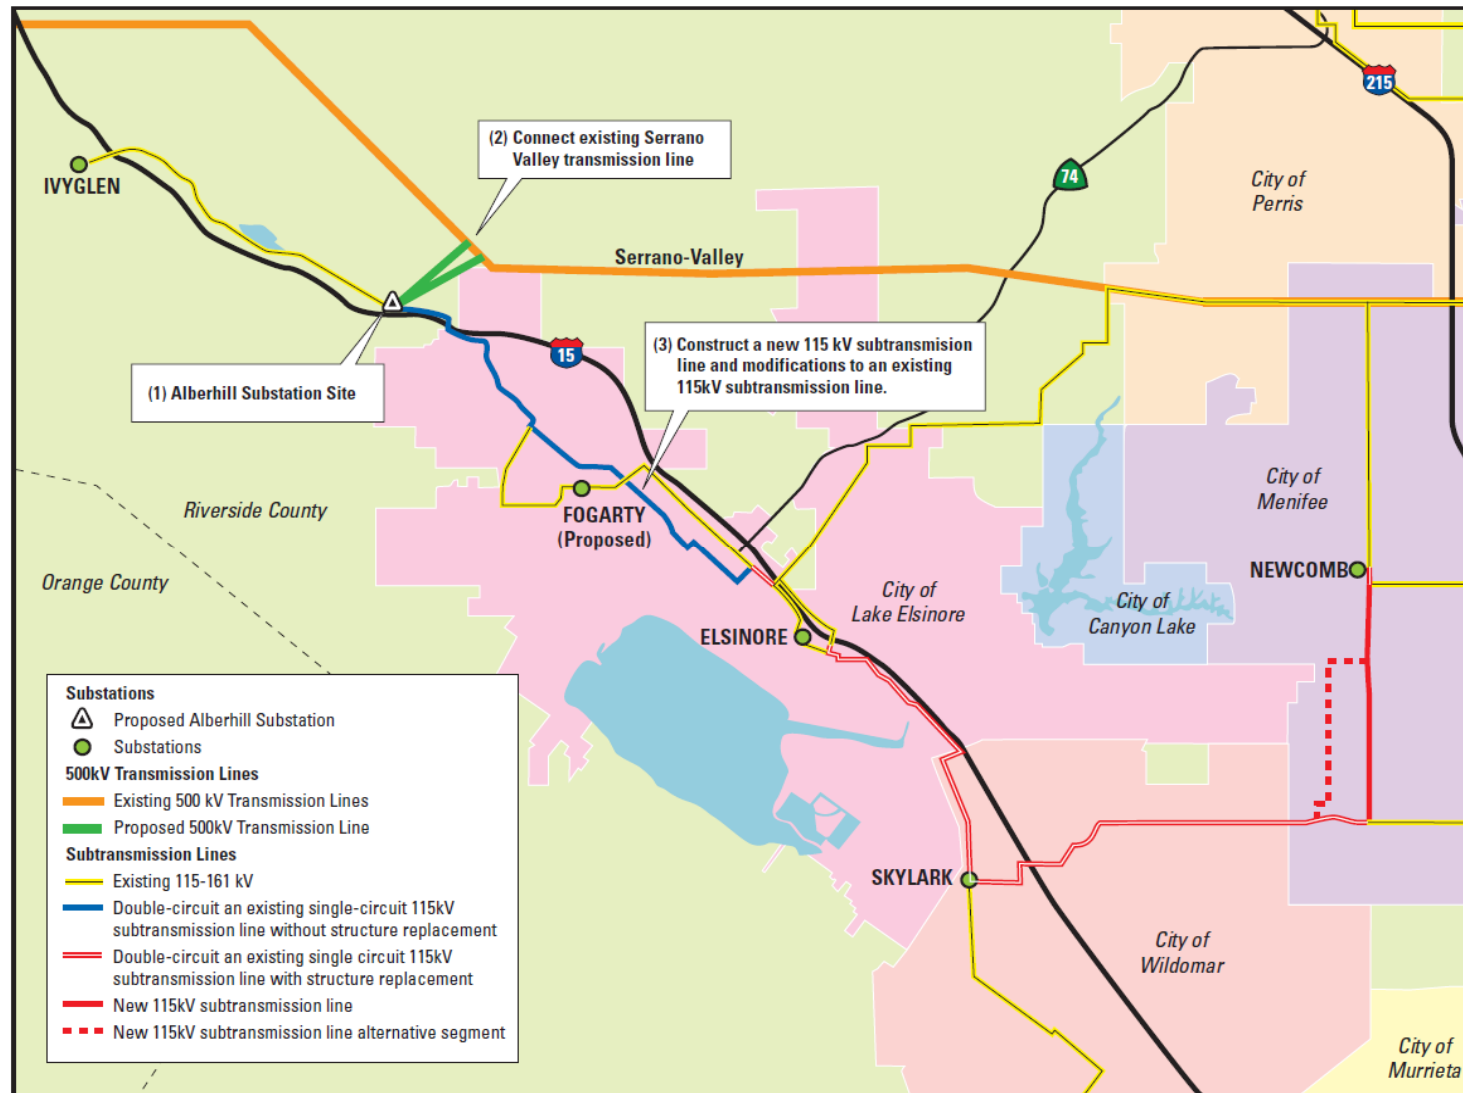 (2) Connect existing Serrano
Valley transmission line
215
IVYGLEN
74
City of
Perris
Serrano-Valley
(3) Construct a new 115 kV subtransmision
line and modifications to an existing
115kV subtransmission line.
15
(1) Alberhill Substation Site
Riverside County
FOGARTY
(Proposed)
City of
Menifee
Orange County
NEWCOMB
City of
Lake Elsinore
City of
Canyon Lake
ELSINORE
Substations
Proposed Alberhill Substation
Substations
500kV Transmission Lines
Existing 500 kV Transmission Lines
Proposed 500kV Transmission Line
Subtransmission Lines
Existing 115-161 kV
Double-circuit an existing single-circuit 115kV
subtransmission line without structure replacement
Double-circuit an existing single circuit 115kV
subtransmission line with structure replacement
New 115kV subtransmission line
New 115kV subtransmission line alternative segment
SKYLARK
City of
Wildomar
City of
Murrieta